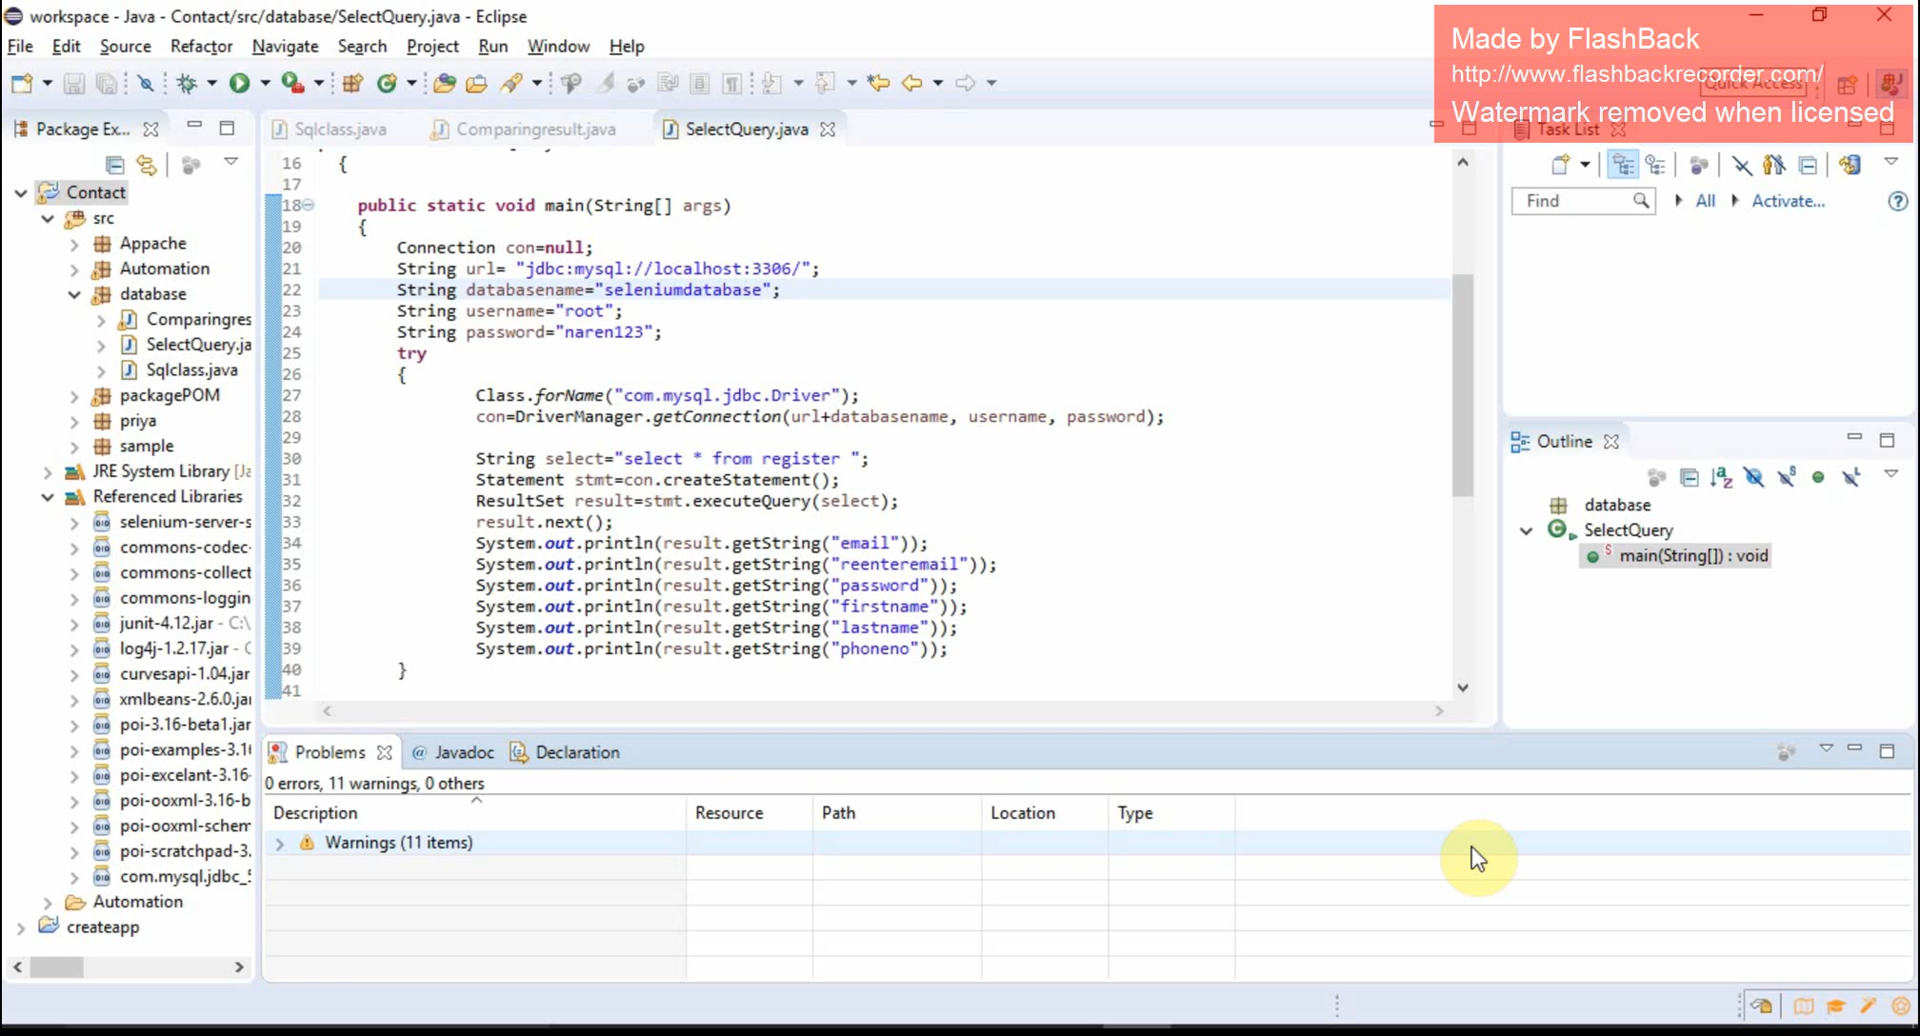 workspace - Java - Contact/src/database/SelectQuery.java - Eclipse
File Edit Source Refactor Navigate Search Project Run Window Help
Made by FlashBack
http://www.flashbackrecorder.com/
Watermark removed when licensed
Quick Access
Package Ex...
Contact
src
Appache
Automation
database
Comparingres
SelectQuery.ja
Sqlclass.java
packagePOM
priya
sample
JRE System Library [Ja
Referenced Libraries
selenium-server-s
commons-codec-
commons-collect
commons-loggin
junit-4.12.jar - C:\
log4j-1.2.17.jar - C
curvesapi-1.04.jar
xmlbeans-2.6.0.ja
poi-3.16-beta1.jar
poi-examples-3.16
poi-excelant-3.16-
poi-ooxml-3.16-b
poi-ooxml-schem
poi-scratchpad-3.
com.mysql.jdbc_5
Automation
createapp
Sqlclass.java Comparingresult.java SelectQuery.java
16 {
17
18 public static void main(String[] args)
19 {
20 Connection con=null;
21 String url= "jdbc:mysql://localhost:3306/";
22 String databasename="seleniumdatabase";
23 String username="root";
24 String password="naren123";
25 try
26 {
27 Class.forName("com.mysql.jdbc.Driver");
28 con=DriverManager.getConnection(url+databasename, username, password);
29
30 String select="select * from register ";
31 Statement stmt=con.createStatement();
32 ResultSet result=stmt.executeQuery(select);
33 result.next();
34 System.out.println(result.getString("email"));
35 System.out.println(result.getString("reenteremail"));
36 System.out.println(result.getString("password"));
37 System.out.println(result.getString("firstname"));
38 System.out.println(result.getString("lastname"));
39 System.out.println(result.getString("phoneno"));
40 }
41
Task List
Find All Activate...
Outline
database
SelectQuery
main(String[]) : void
Problems @ Javadoc Declaration
0 errors, 11 warnings, 0 others
Description Resource Path Location Type
Warnings (11 items)